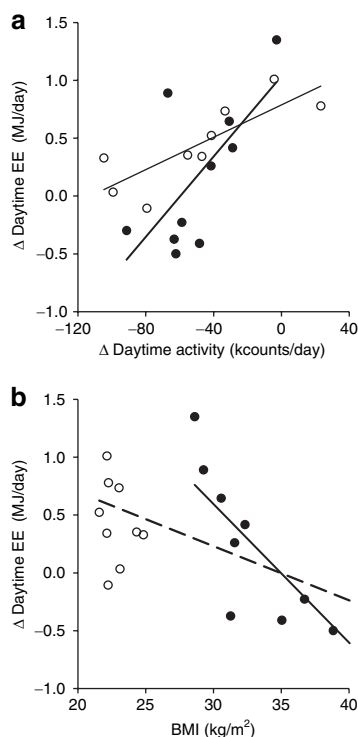 a
1.5
1.0
0.5
0.0
−0.5
−1.0
Δ Daytime EE (MJ/day)
−120 −80 −40 0 40
Δ Daytime activity (kcounts/day)
b
1.5
1.0
0.5
0.0
−0.5
−1.0
Δ Daytime EE (MJ/day)
20 25 30 35 40
BMI (kg/m²)